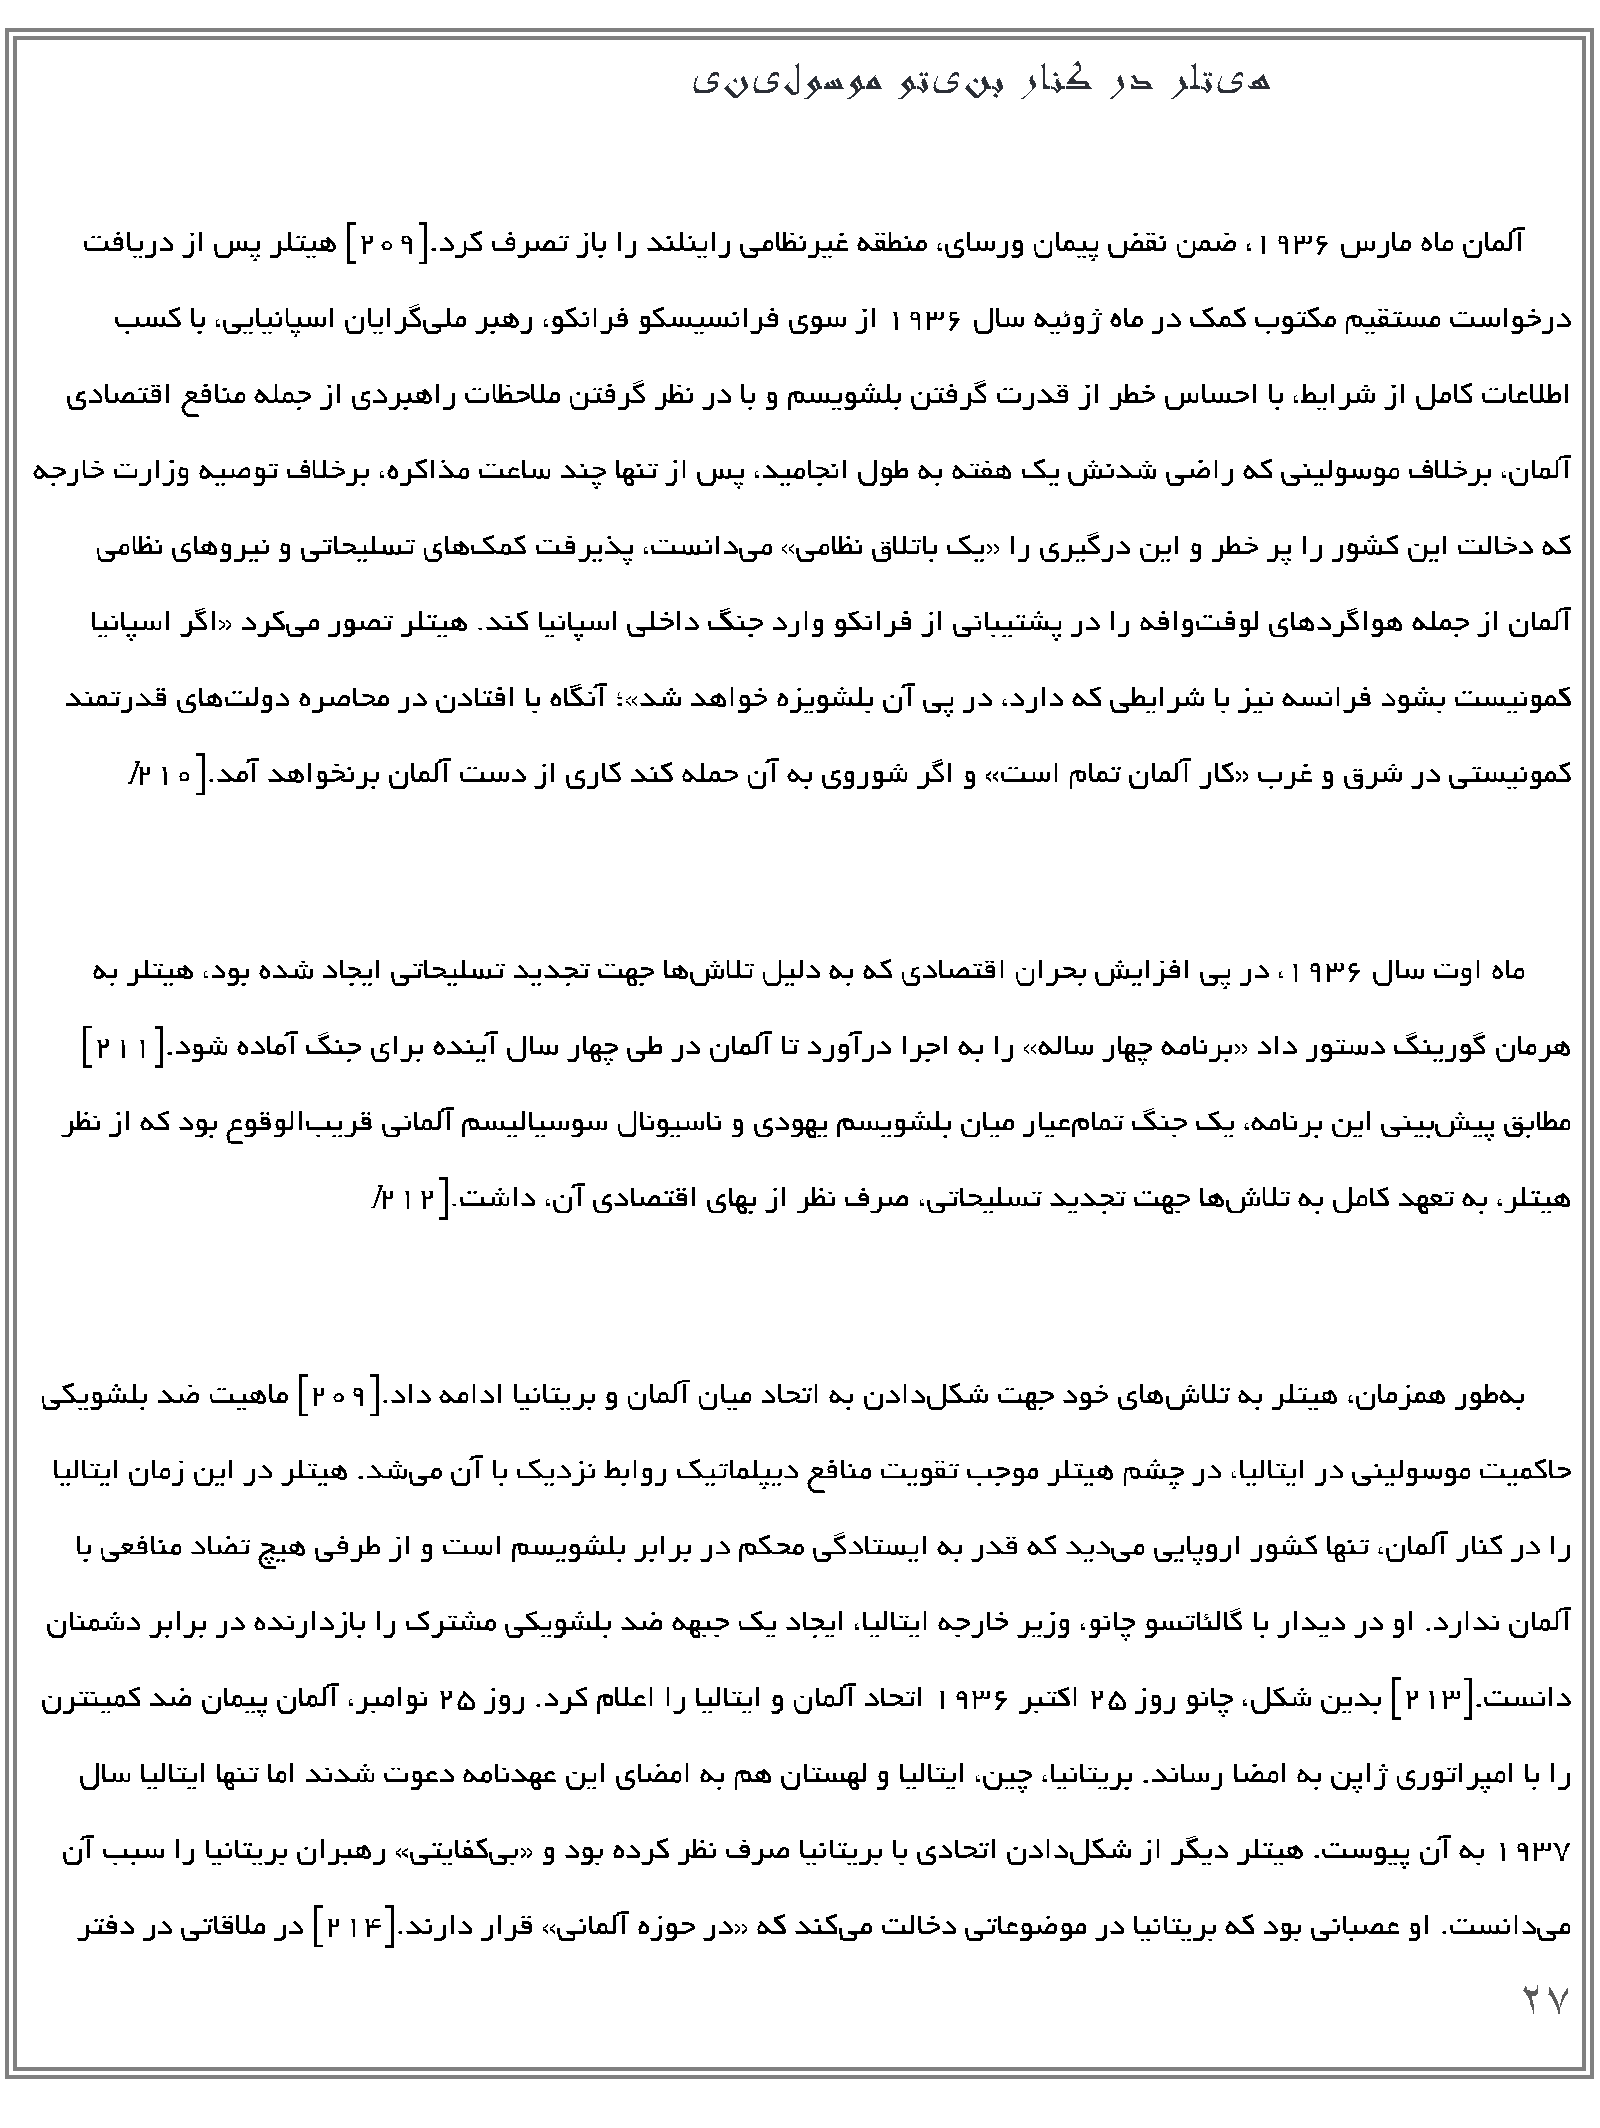 هیتلر در کنار بنیتو موسولینی
آلمان ماه مارس ۱۹۳۶، ضمن نقض پیمان ورسای، منطقه غیرنظامی راینلند را باز تصرف کرد.[۲۰۹] هیتلر پس از دریافت
درخواست مستقیم مکتوب کمک در ماه ژوئیه سال ۱۹۳۶ از سوی فرانسیسکو فرانکو، رهبر ملی‌گرایان اسپانیایی، با کسب
اطلاعات کامل از شرایط، با احساس خطر از قدرت گرفتن بلشویسم و با در نظر گرفتن ملاحظات راهبردی از جمله منافع اقتصادی
آلمان، برخلاف موسولینی که راضی شدنش یک هفته به طول انجامید، پس از تنها چند ساعت مذاکره، برخلاف توصیه وزارت خارجه
که دخالت این کشور را پر خطر و این درگیری را «یک باتلاق نظامی» می‌دانست، پذیرفت کمک‌های تسلیحاتی و نیروهای نظامی
آلمان از جمله هواگردهای لوفت‌وافه را در پشتیبانی از فرانکو وارد جنگ داخلی اسپانیا کند. هیتلر تصور می‌کرد «اگر اسپانیا
کمونیست بشود فرانسه نیز با شرایطی که دارد، در پی آن بلشویزه خواهد شد»؛ آنگاه با افتادن در محاصره دولت‌های قدرتمند
کمونیستی در شرق و غرب «کار آلمان تمام است» و اگر شوروی به آن حمله کند کاری از دست آلمان برنخواهد آمد.[۲۱۰/
ماه اوت سال ۱۹۳۶، در پی افزایش بحران اقتصادی که به دلیل تلاش‌ها جهت تجدید تسلیحاتی ایجاد شده بود، هیتلر به
هرمان گورینگ دستور داد «برنامه چهار ساله» را به اجرا درآورد تا آلمان در طی چهار سال آینده برای جنگ آماده شود.[۲۱۱]
مطابق پیش‌بینی این برنامه، یک جنگ تمام‌عیار میان بلشویسم یهودی و ناسیونال سوسیالیسم آلمانی قریب‌الوقوع بود که از نظر
هیتلر، به تعهد کامل به تلاش‌ها جهت تجدید تسلیحاتی، صرف نظر از بهای اقتصادی آن، داشت.[۲۱۲/
به‌طور همزمان، هیتلر به تلاش‌های خود جهت شکل‌دادن به اتحاد میان آلمان و بریتانیا ادامه داد.[۲۰۹] ماهیت ضد بلشویکی
حاکمیت موسولینی در ایتالیا، در چشم هیتلر موجب تقویت منافع دیپلماتیک روابط نزدیک با آن می‌شد. هیتلر در این زمان ایتالیا
را در کنار آلمان، تنها کشور اروپایی می‌دید که قدر به ایستادگی محکم در برابر بلشویسم است و از طرفی هیچ تضاد منافعی با
آلمان ندارد. او در دیدار با گالئاتسو چانو، وزیر خارجه ایتالیا، ایجاد یک جبهه ضد بلشویکی مشترک را بازدارنده در برابر دشمنان
دانست.[۲۱۳] بدین شکل، چانو روز ۲۵ اکتبر ۱۹۳۶ اتحاد آلمان و ایتالیا را اعلام کرد. روز ۲۵ نوامبر، آلمان پیمان ضد کمینترن
را با امپراتوری ژاپن به امضا رساند. بریتانیا، چین، ایتالیا و لهستان هم به امضای این عهدنامه دعوت شدند اما تنها ایتالیا سال
۱۹۳۷ به آن پیوست. هیتلر دیگر از شکل‌دادن اتحادی با بریتانیا صرف نظر کرده بود و «بی‌کفایتی» رهبران بریتانیا را سبب آن
می‌دانست. او عصبانی بود که بریتانیا در موضوعاتی دخالت می‌کند که «در حوزه آلمانی» قرار دارند.[۲۱۴] در ملاقاتی در دفتر
۲۷